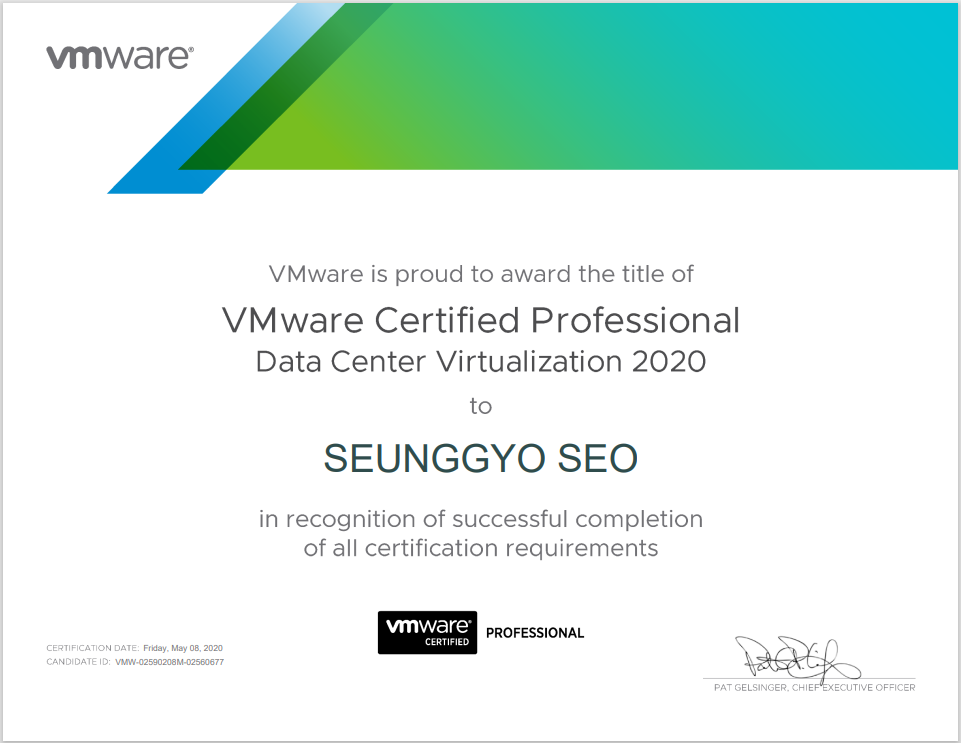 vmware®
VMware is proud to award the title of
VMware Certified Professional
Data Center Virtualization 2020
to
SEUNGGYO SEO
in recognition of successful completion
of all certification requirements
vmware®
CERTIFIED
PROFESSIONAL
CERTIFICATION DATE: Friday, May 08, 2020
CANDIDATE ID: VMW-02590208M-02560677
PAT GELSINGER, CHIEF EXECUTIVE OFFICER